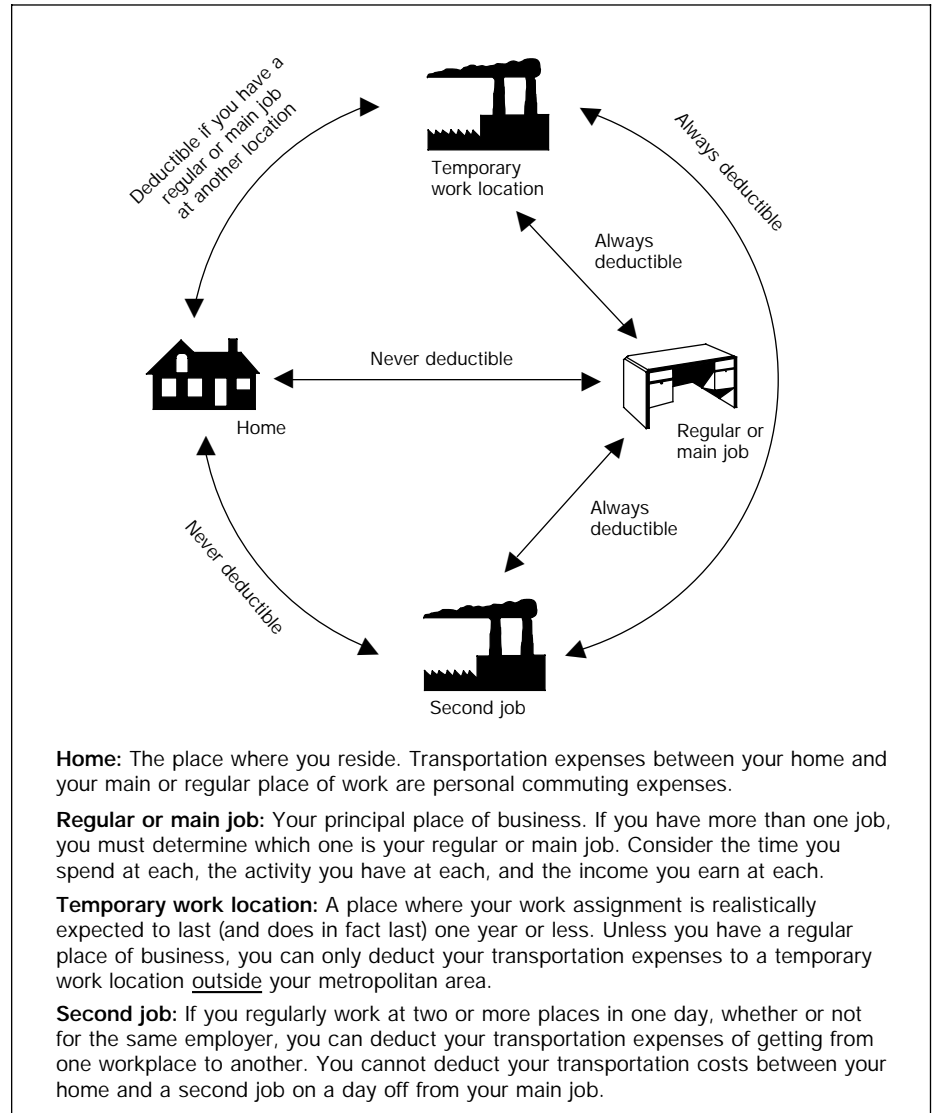 Deductible if you have a
regular or main job
at another location
Temporary
work location
Always deductible
Always
deductible
Never deductible
Home
Regular or
main job
Always
deductible
Never deductible
Second job
Home: The place where you reside. Transportation expenses between your home and
your main or regular place of work are personal commuting expenses.
Regular or main job: Your principal place of business. If you have more than one job,
you must determine which one is your regular or main job. Consider the time you
spend at each, the activity you have at each, and the income you earn at each.
Temporary work location: A place where your work assignment is realistically
expected to last (and does in fact last) one year or less. Unless you have a regular
place of business, you can only deduct your transportation expenses to a temporary
work location outside your metropolitan area.
Second job: If you regularly work at two or more places in one day, whether or not
for the same employer, you can deduct your transportation expenses of getting from
one workplace to another. You cannot deduct your transportation costs between your
home and a second job on a day off from your main job.